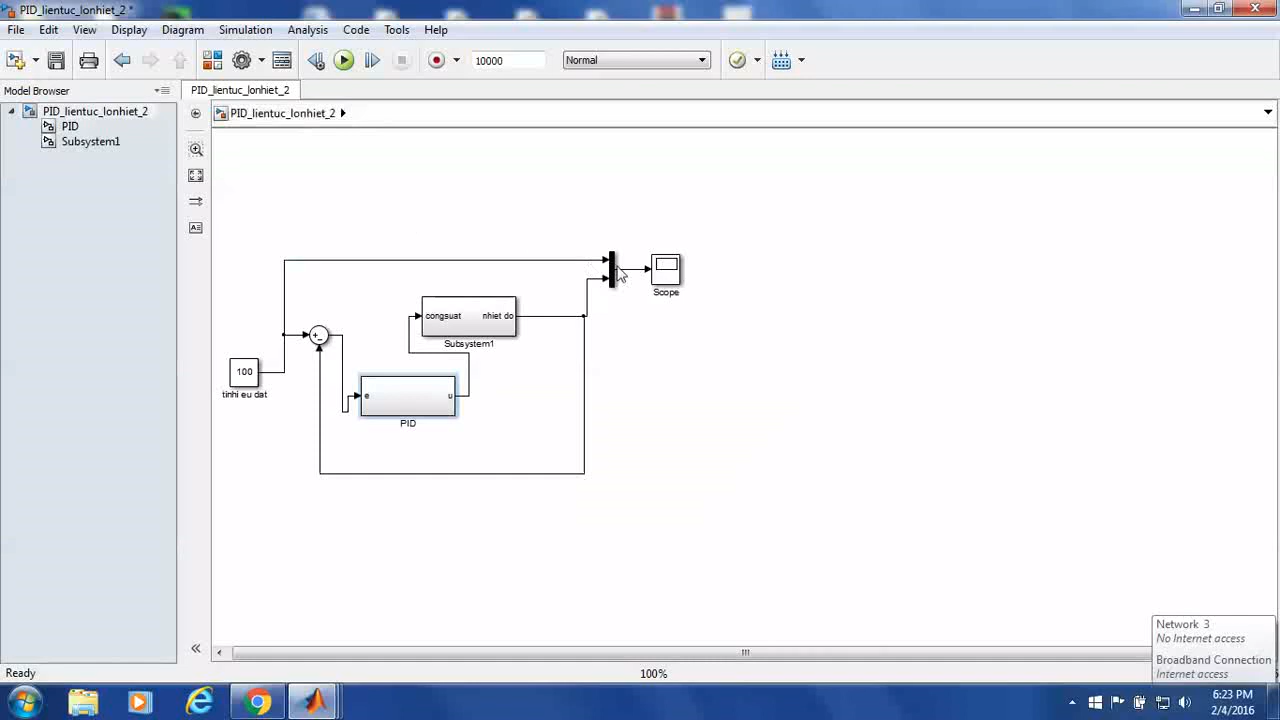 PID_lientuc_lonhiet_2 *
File Edit View Display Diagram Simulation Analysis Code Tools Help
10000 Normal
Model Browser
PID_lientuc_lonhiet_2
PID_lientuc_lonhiet_2
PID_lientuc_lonhiet_2
PID
Subsystem1
Scope
congsuat nhiet do
Subsystem1
100
tinhi eu dat
e u
PID
Network 3
No Internet access
Broadband Connection
Internet access
Ready 100%
6:23 PM
2/4/2016